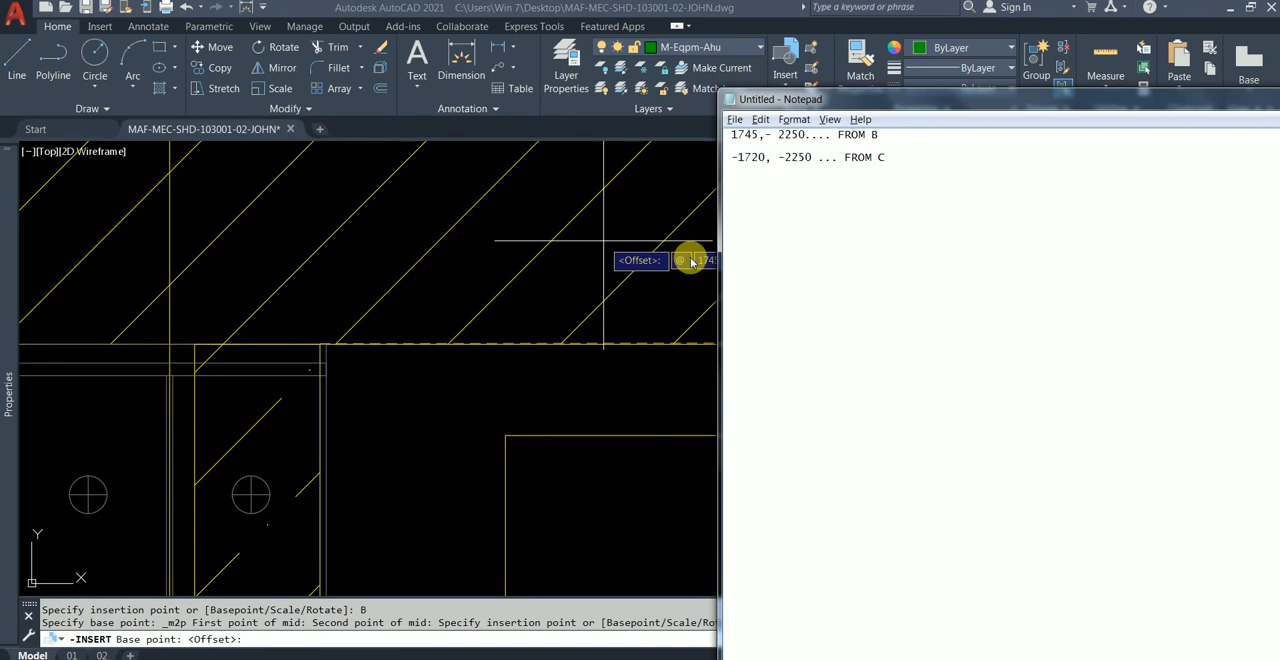 Autodesk AutoCAD 2021 C:\Users\Win 7\Desktop\MAF-MEC-SHD-103001-02-JOHN.dwg
Type a keyword or phrase
Sign In
Home Insert Annotate Parametric View Manage Output Add-ins Collaborate Express Tools Featured Apps
Move Rotate Trim
M-Eqpm-Ahu
ByLayer
Line Polyline Circle Arc
Copy Mirror Fillet
Text Dimension
Layer
Properties
Make Current
Insert
Match
ByLayer
Group
Measure
Paste
Base
Stretch Scale Array
Table
Draw Modify Annotation Layers
Start MAF-MEC-SHD-103001-02-JOHN*
Untitled - Notepad
File Edit Format View Help
1745,- 2250.... FROM B
-1720, -2250 ... FROM C
[−][Top][2D Wireframe]
<Offset>: @ 1745
Properties
Y
X
Specify insertion point or [Basepoint/Scale/Rotate]: B
Specify base point: _m2p First point of mid: Second point of mid: Specify insertion point or [Basepoint/Scale/
-INSERT Base point: <Offset>:
Model 01 02